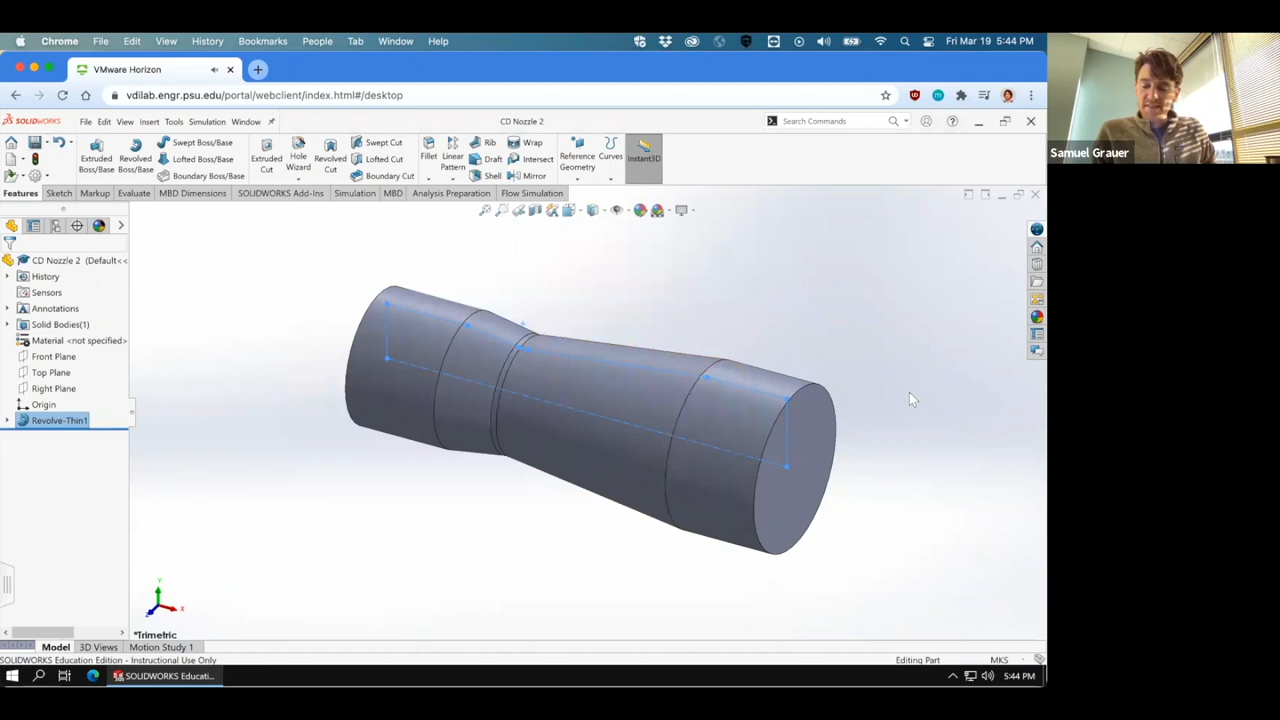 Chrome File Edit View History Bookmarks People Tab Window Help Fri Mar 19 5:44 PM
VMware Horizon
vdilab.engr.psu.edu/portal/webclient/index.html#/desktop
SOLIDWORKS File Edit View Insert Tools Simulation Window CD Nozzle 2 Search Commands
Extruded Boss/Base
Revolved Boss/Base
Swept Boss/Base
Lofted Boss/Base
Boundary Boss/Base
Extruded Cut
Hole Wizard
Revolved Cut
Swept Cut
Lofted Cut
Boundary Cut
Fillet
Linear Pattern
Rib
Draft
Shell
Wrap
Intersect
Mirror
Reference Geometry
Curves
Instant3D
Features Sketch Markup Evaluate MBD Dimensions SOLIDWORKS Add-Ins Simulation MBD Analysis Preparation Flow Simulation
CD Nozzle 2 (Default<<
History
Sensors
Annotations
Solid Bodies(1)
Material <not specified>
Front Plane
Top Plane
Right Plane
Origin
Revolve-Thin1
Y
X
Z
*Trimetric
Model 3D Views Motion Study 1
SOLIDWORKS Education Edition - Instructional Use Only Editing Part MKS
SOLIDWORKS Educati... 5:44 PM
Samuel Grauer